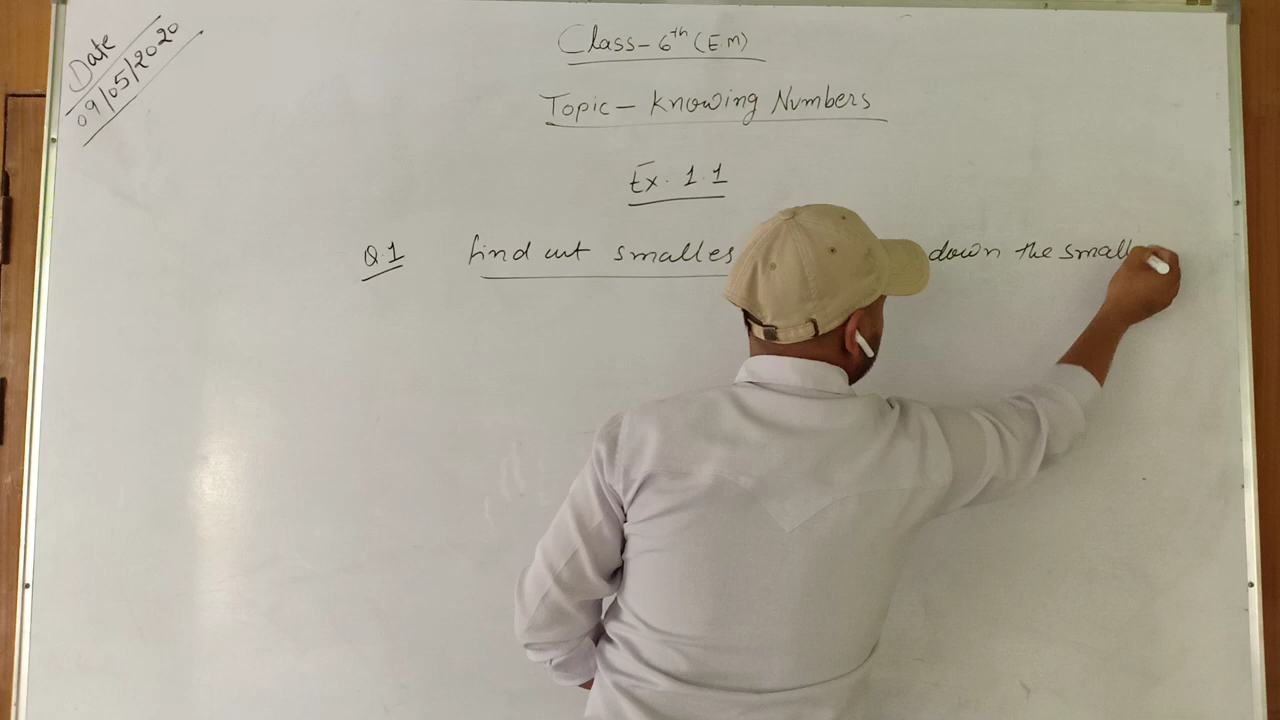 Date
09/05/2020
Class - 6th (EM)
Topic - Knowing Numbers
Ex. 1.1
Q.1 find out smalles down the small